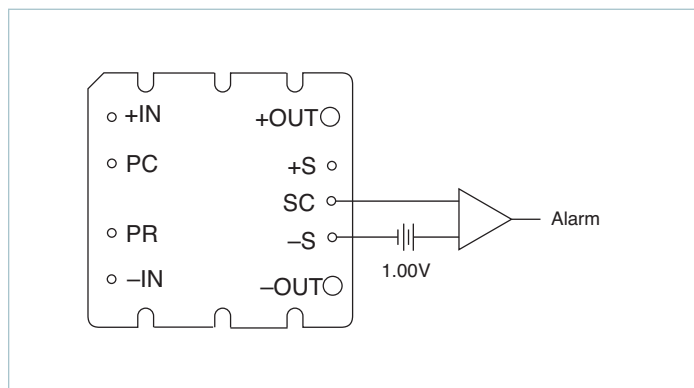 +IN
+OUT
PC
+S
SC
PR
–S
–IN
–OUT
1.00V
Alarm